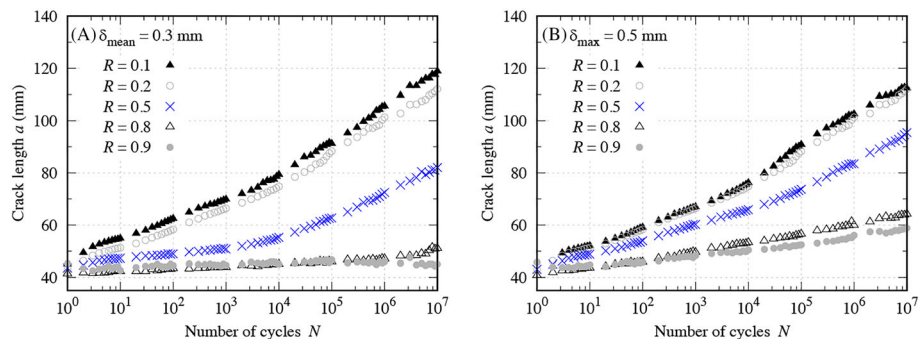 (A) δmean = 0.3 mm
R = 0.1
R = 0.2
R = 0.5
R = 0.8
R = 0.9
140
120
100
80
60
40
Crack length a (mm)
10^0 10^1 10^2 10^3 10^4 10^5 10^6 10^7
Number of cycles N
(B) δmax = 0.5 mm
R = 0.1
R = 0.2
R = 0.5
R = 0.8
R = 0.9
140
120
100
80
60
40
Crack length a (mm)
10^0 10^1 10^2 10^3 10^4 10^5 10^6 10^7
Number of cycles N